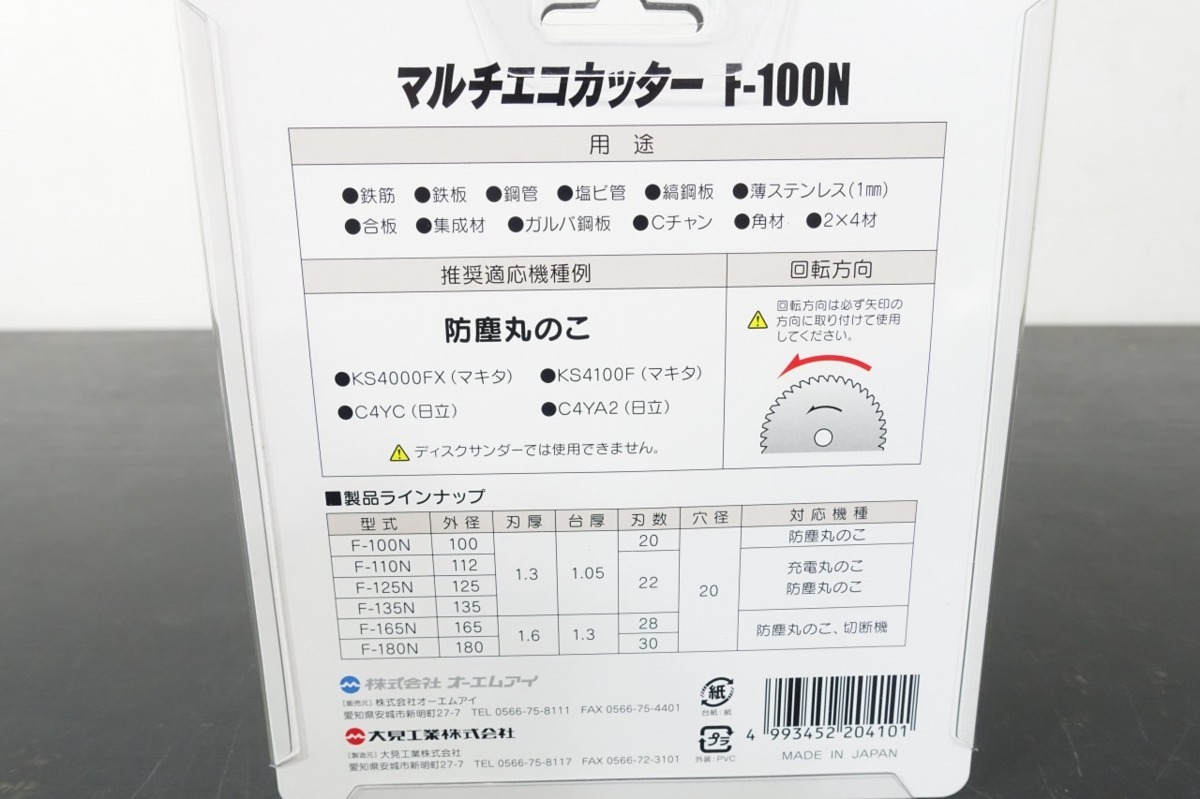 マルチエコカッター F-100N
用 途
●鉄筋 ●鉄板 ●鋼管 ●塩ビ管 ●縞鋼板 ●薄ステンレス(1㎜)
●合板 ●集成材 ●ガルバ鋼板 ●Cチャン ●角材 ●2×4材
推奨適応機種例
防塵丸のこ
●KS4000FX(マキタ) ●KS4100F(マキタ)
●C4YC(日立) ●C4YA2(日立)
ディスクサンダーでは使用できません。
回転方向
回転方向は必ず矢印の
方向に取り付けて使用
してください。
■製品ラインナップ
型式 外径 刃厚 台厚 刃数 穴径 対応機種
F-100N 100 1.3 1.05 20 20 防塵丸のこ
F-110N 112 22 充電丸のこ
F-125N 125 防塵丸のこ
F-135N 135
F-165N 165 1.6 1.3 28 防塵丸のこ、切断機
F-180N 180 30
株式会社 オーエムアイ
[販売元] 株式会社オーエムアイ
愛知県安城市新明町27-7 TEL 0566-75-8111 FAX 0566-75-4401
大見工業株式会社
[製造元] 大見工業株式会社
愛知県安城市新明町27-7 TEL 0566-75-8117 FAX 0566-72-3101
紙
台紙:紙
プラ
外装:PVC
4 993452 204101
MADE IN JAPAN